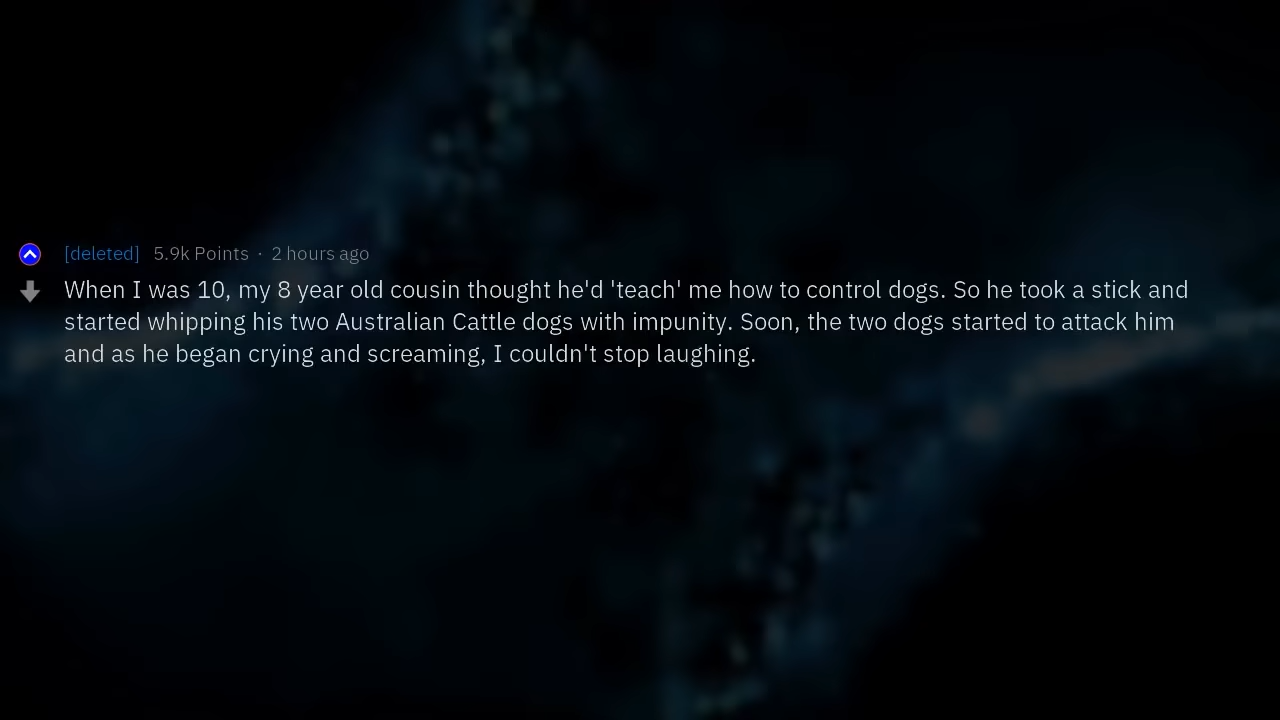 [deleted] 5.9k Points · 2 hours ago
When I was 10, my 8 year old cousin thought he'd 'teach' me how to control dogs. So he took a stick and
started whipping his two Australian Cattle dogs with impunity. Soon, the two dogs started to attack him
and as he began crying and screaming, I couldn't stop laughing.